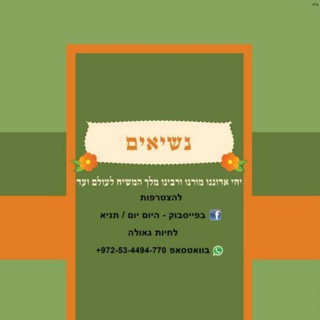 ב"ה
נשיאים
יחי אדוננו מורנו ורבינו מלך המשיח לעולם ועד
להצטרפות
בפייסבוק - היום יום / תניא
לחיות גאולה
בוואטסאפ 972-53-4494-770+